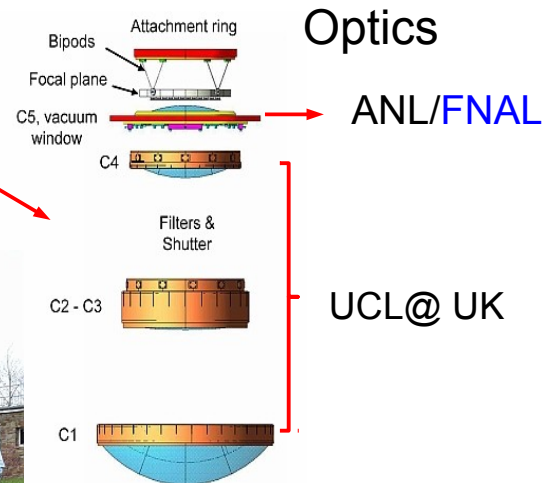 Optics
Attachment ring
Bipods
Focal plane
C5, vacuum
window
ANL/FNAL
C4
Filters &
Shutter
C2 - C3
UCL@ UK
C1